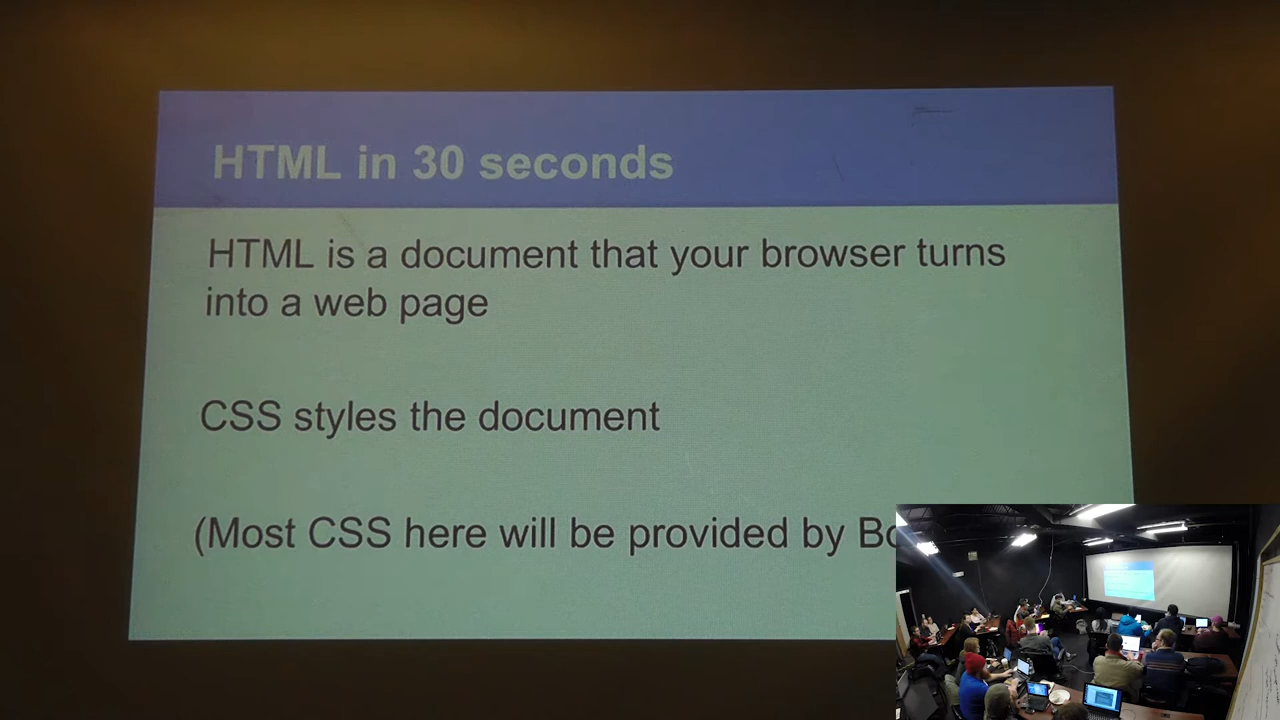 HTML in 30 seconds
HTML is a document that your browser turns
into a web page
CSS styles the document
(Most CSS here will be provided by